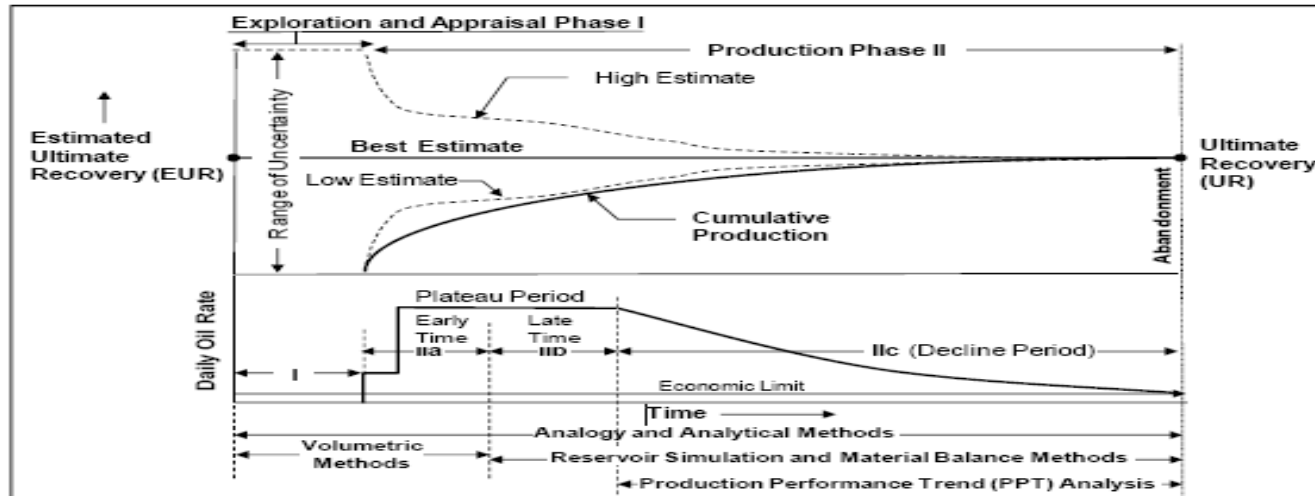 Exploration and Appraisal Phase I
Production Phase II
High Estimate
Estimated
Ultimate
Recovery (EUR)
Range of Uncertainty
Best Estimate
Ultimate
Recovery
(UR)
Low Estimate
Cumulative
Production
Abandonment
Daily Oil Rate
Plateau Period
Early
Time
IIa
Late
Time
IIb
I
IIc (Decline Period)
Economic Limit
Time
Analogy and Analytical Methods
Volumetric
Methods
Reservoir Simulation and Material Balance Methods
Production Performance Trend (PPT) Analysis